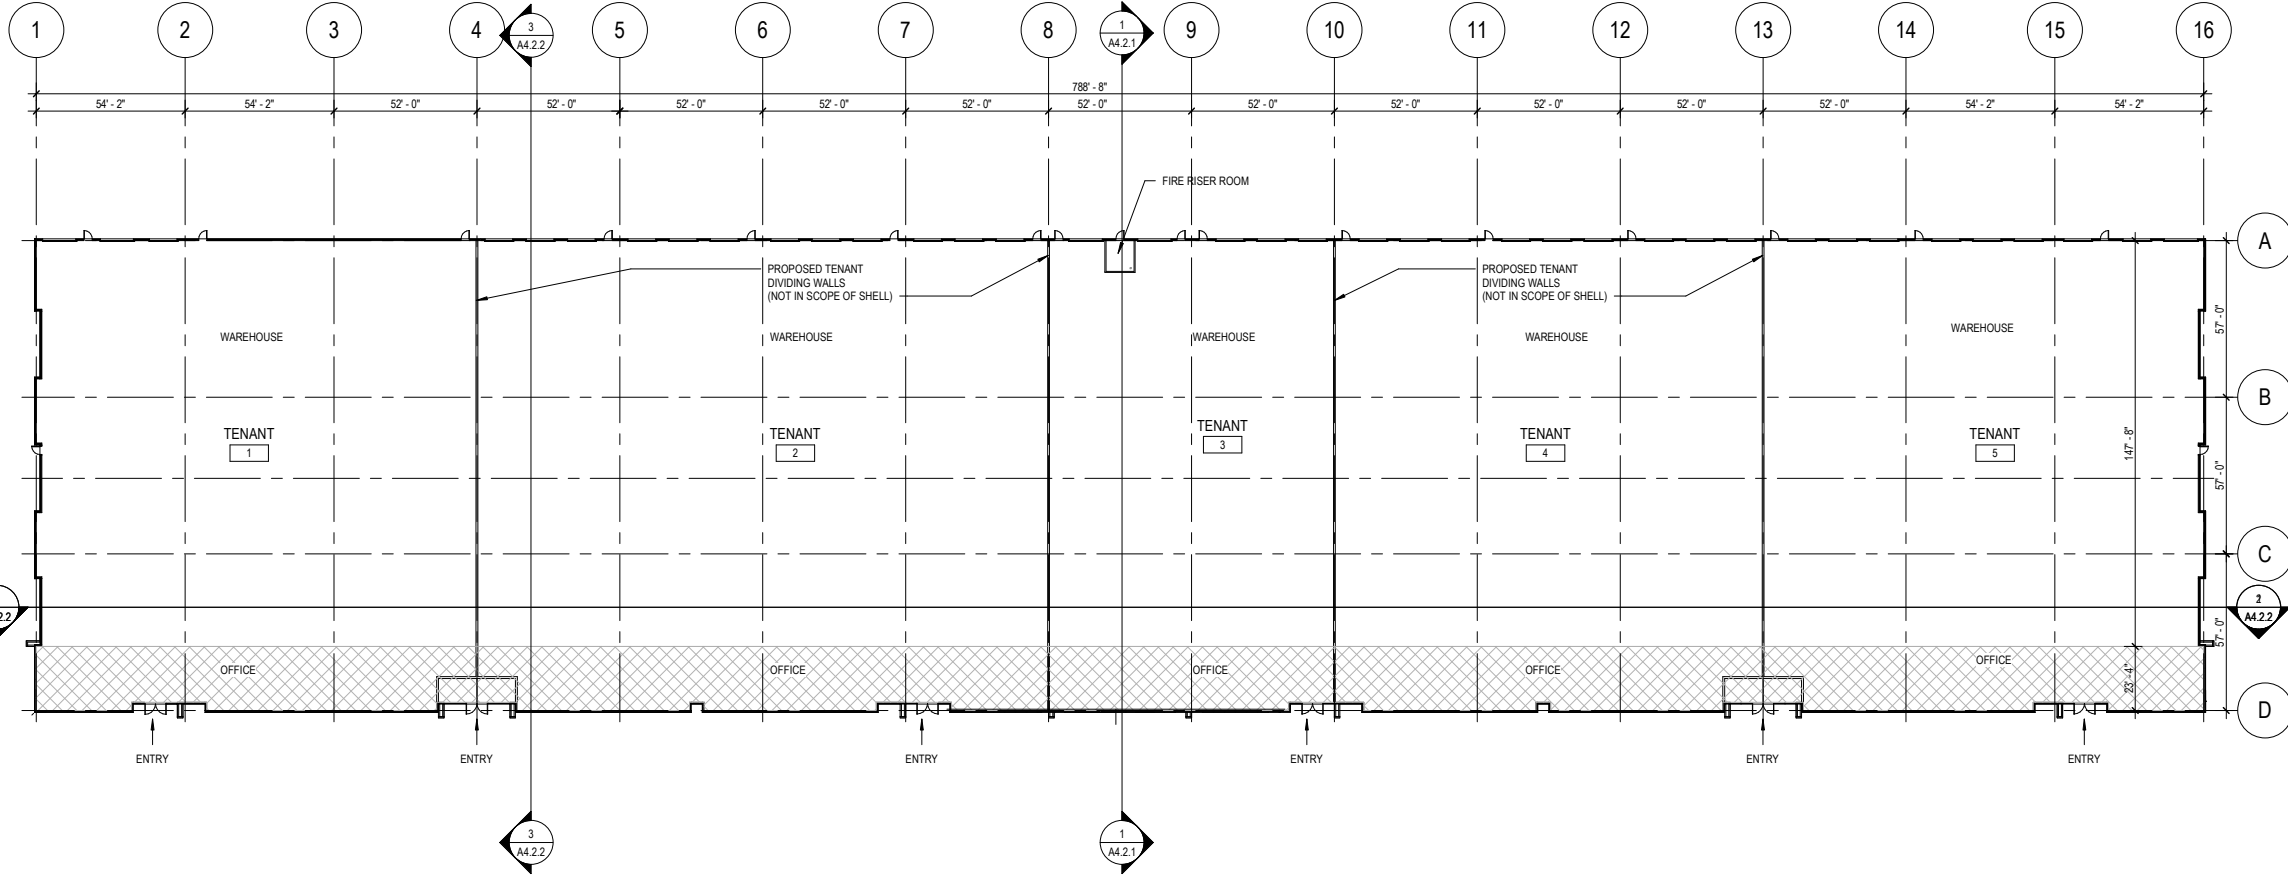 1 2 3 4 3 5 6 7 8 1 9 10 11 12 13 14 15 16
A4.2.2 A4.2.1
788' - 8"
54' - 2" 54' - 2" 52' - 0" 52' - 0" 52' - 0" 52' - 0" 52' - 0" 52' - 0" 52' - 0" 52' - 0" 52' - 0" 52' - 0" 52' - 0" 54' - 2" 54' - 2"
FIRE RISER ROOM
A
PROPOSED TENANT
DIVIDING WALLS
(NOT IN SCOPE OF SHELL)
PROPOSED TENANT
DIVIDING WALLS
(NOT IN SCOPE OF SHELL)
57' - 0"
WAREHOUSE WAREHOUSE WAREHOUSE WAREHOUSE WAREHOUSE
B
TENANT TENANT TENANT TENANT TENANT
1 2 3 4 5
147' - 8"
57' - 0"
C
2.2
A4.2.2
57' - 0"
OFFICE OFFICE OFFICE OFFICE OFFICE
23' - 4"
D
ENTRY ENTRY ENTRY ENTRY ENTRY ENTRY
3 1
A4.2.2 A4.2.1